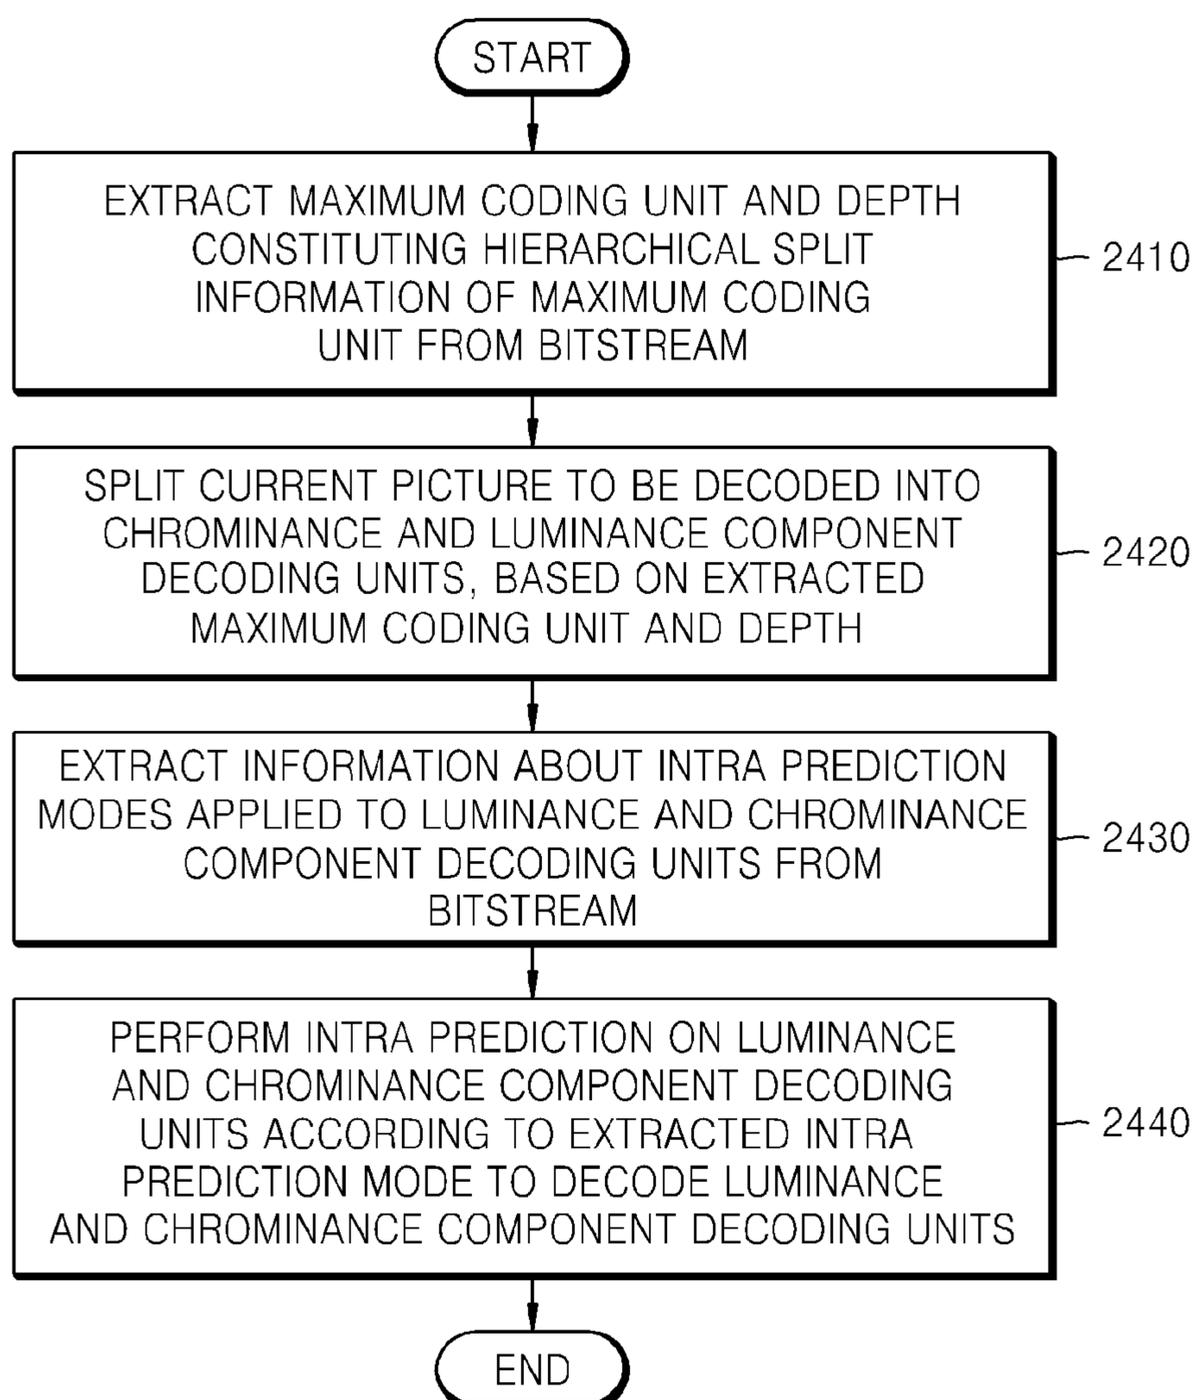 START
EXTRACT MAXIMUM CODING UNIT AND DEPTH
CONSTITUTING HIERARCHICAL SPLIT
INFORMATION OF MAXIMUM CODING
UNIT FROM BITSTREAM
2410
SPLIT CURRENT PICTURE TO BE DECODED INTO
CHROMINANCE AND LUMINANCE COMPONENT
DECODING UNITS, BASED ON EXTRACTED
MAXIMUM CODING UNIT AND DEPTH
2420
EXTRACT INFORMATION ABOUT INTRA PREDICTION
MODES APPLIED TO LUMINANCE AND CHROMINANCE
COMPONENT DECODING UNITS FROM
BITSTREAM
2430
PERFORM INTRA PREDICTION ON LUMINANCE
AND CHROMINANCE COMPONENT DECODING
UNITS ACCORDING TO EXTRACTED INTRA
PREDICTION MODE TO DECODE LUMINANCE
AND CHROMINANCE COMPONENT DECODING UNITS
2440
END